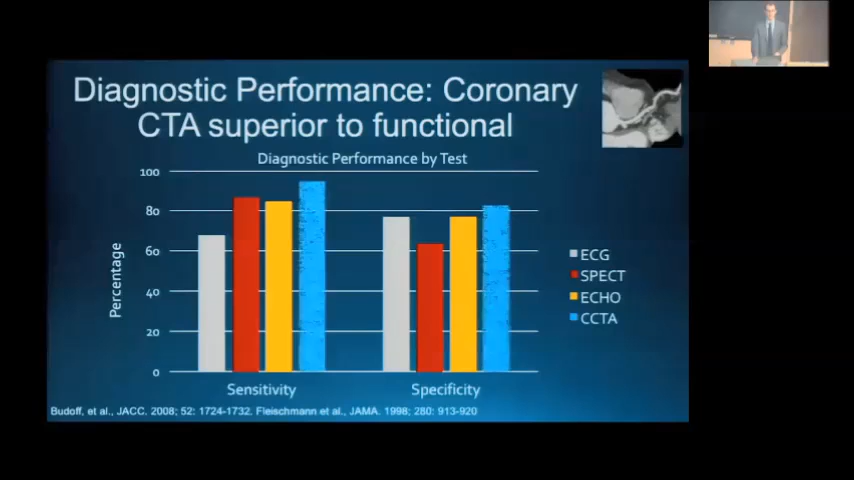 Diagnostic Performance: Coronary
CTA superior to functional
Diagnostic Performance by Test
100
80
60
40
20
0
Percentage
Sensitivity
Specificity
ECG
SPECT
ECHO
CCTA
Budoff, et al., JACC. 2008; 52: 1724-1732. Fleischmann et al., JAMA. 1998; 280: 913-920